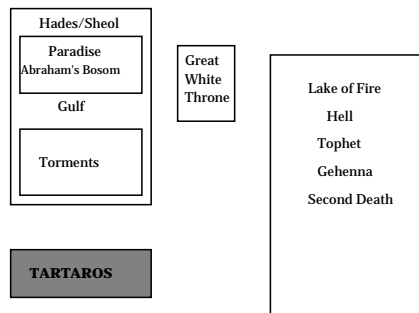 Hades/Sheol
Paradise
Abraham's Bosom
Gulf
Torments
TARTAROS
Great
White
Throne
Lake of Fire
Hell
Tophet
Gehenna
Second Death